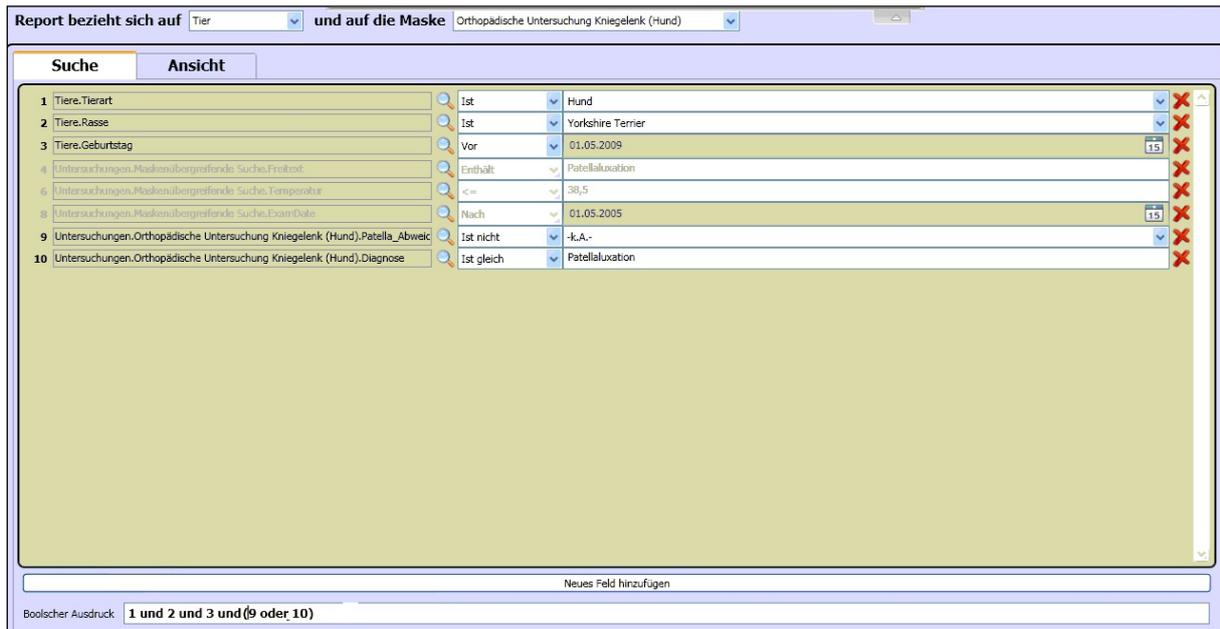 Report bezieht sich auf Tier und auf die Maske Orthopädische Untersuchung Kniegelenk (Hund)
Suche Ansicht
1 Tiere.Tierart Ist Hund
2 Tiere.Rasse Ist Yorkshire Terrier
3 Tiere.Geburtstag Vor 01.05.2009 15
4 Untersuchungen.Maskenübergreifende Suche.Freitext Enthält Patellaluxation
6 Untersuchungen.Maskenübergreifende Suche.Temperatur <= 38,5
8 Untersuchungen.Maskenübergreifende Suche.ExamDate Nach 01.05.2005 15
9 Untersuchungen.Orthopädische Untersuchung Kniegelenk (Hund).Patella_Abweic Ist nicht -k.A.-
10 Untersuchungen.Orthopädische Untersuchung Kniegelenk (Hund).Diagnose Ist gleich Patellaluxation
Neues Feld hinzufügen
Boolscher Ausdruck 1 und 2 und 3 und(9 oder 10)